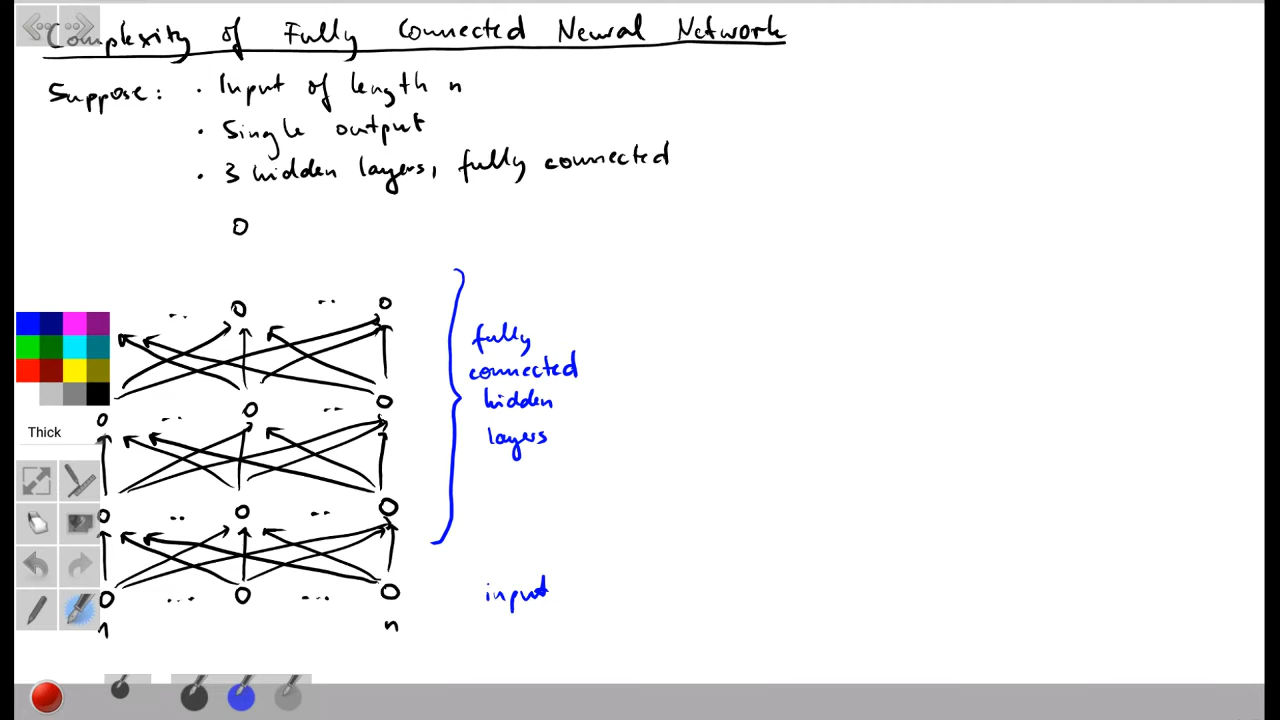 Complexity of Fully Connected Neural Network
Suppose: · Input of length n
· Single output
· 3 hidden layers, fully connected
fully
connected
hidden
layers
Thick
input
1 n